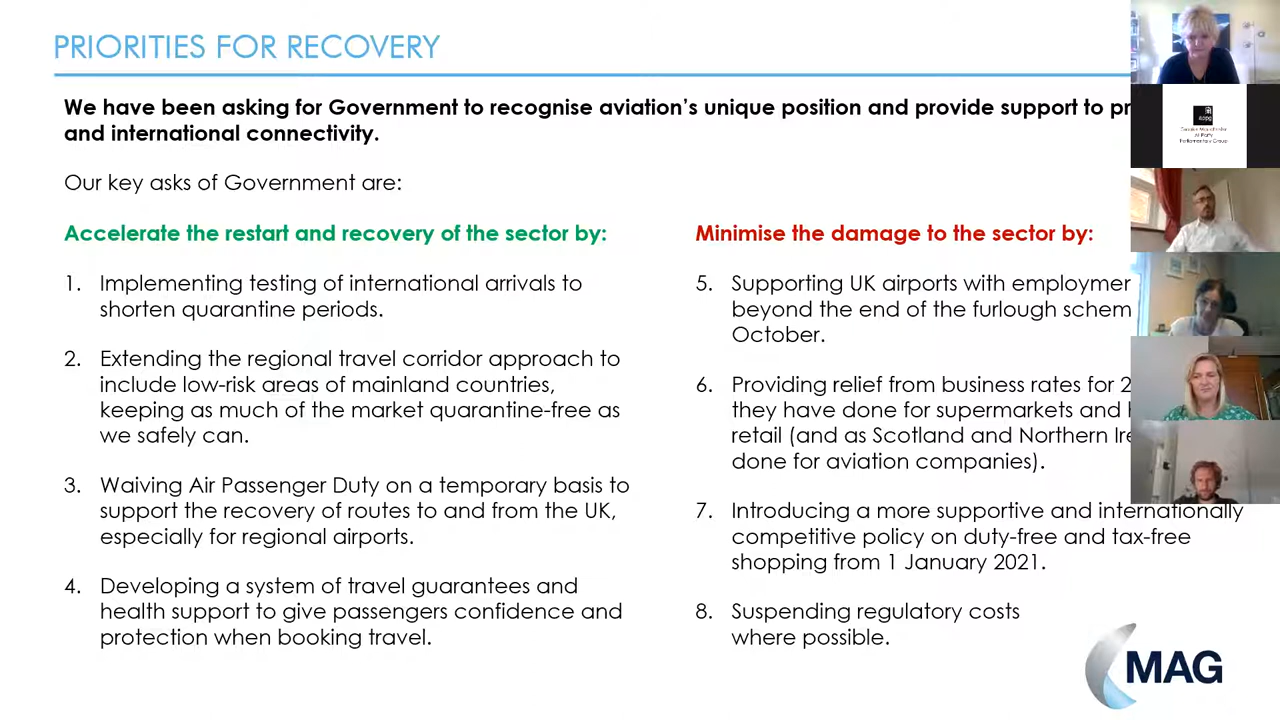 PRIORITIES FOR RECOVERY
We have been asking for Government to recognise aviation’s unique position and provide support to
and international connectivity.
Our key asks of Government are:
Accelerate the restart and recovery of the sector by:
1. Implementing testing of international arrivals to
shorten quarantine periods.
2. Extending the regional travel corridor approach to
include low-risk areas of mainland countries,
keeping as much of the market quarantine-free as
we safely can.
3. Waiving Air Passenger Duty on a temporary basis to
support the recovery of routes to and from the UK,
especially for regional airports.
4. Developing a system of travel guarantees and
health support to give passengers confidence and
protection when booking travel.
Minimise the damage to the sector by:
5. Supporting UK airports with
beyond the end of the furlough
October.
6. Providing relief from business rates for
they have done for supermarkets and
retail (and as Scotland and Northern
done for aviation companies).
7. Introducing a more supportive and internationally
competitive policy on duty-free and tax-free
shopping from 1 January 2021.
8. Suspending regulatory costs
where possible.
MAG
appg
Greater Manchester
All Party
Parliamentary Group